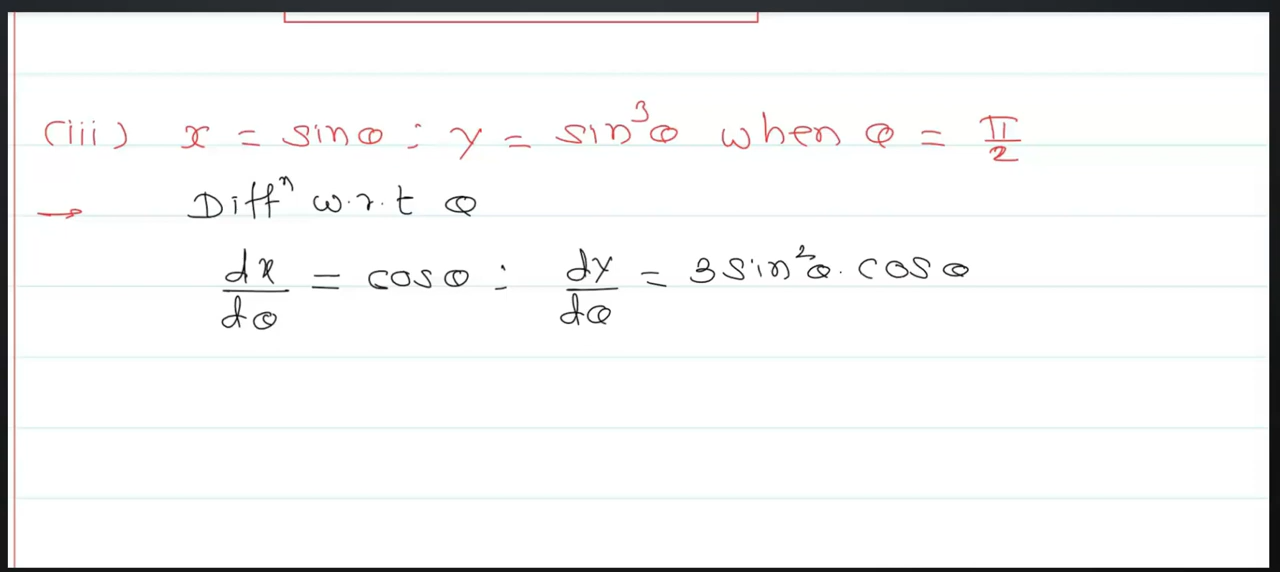 (iii) x = sinθ : y = sin³θ when θ = π/2
→ Diffⁿ w.r.t θ
dx/dθ = cosθ : dy/dθ = 3sin²θ. cosθ